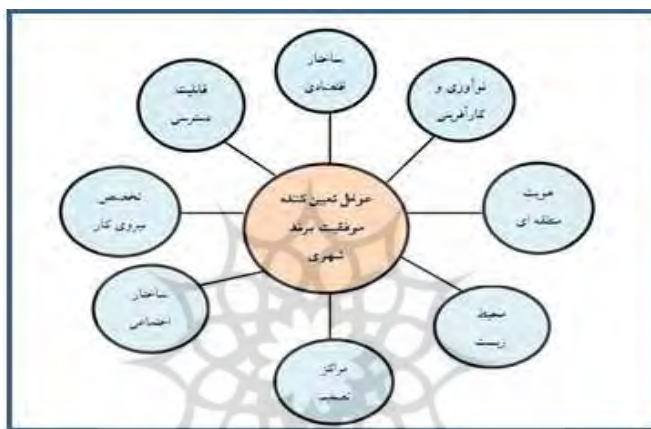 ساختار
اقتصادی
نوآوری و
کارآفرینی
هویت
منطقه ای
محیط
زیست
مراکز
ساختار
اجتماعی
تخصص
نیروی کار
قابلیت
دسترسی
عوامل تعیین کننده
موفقیت برند
شهری